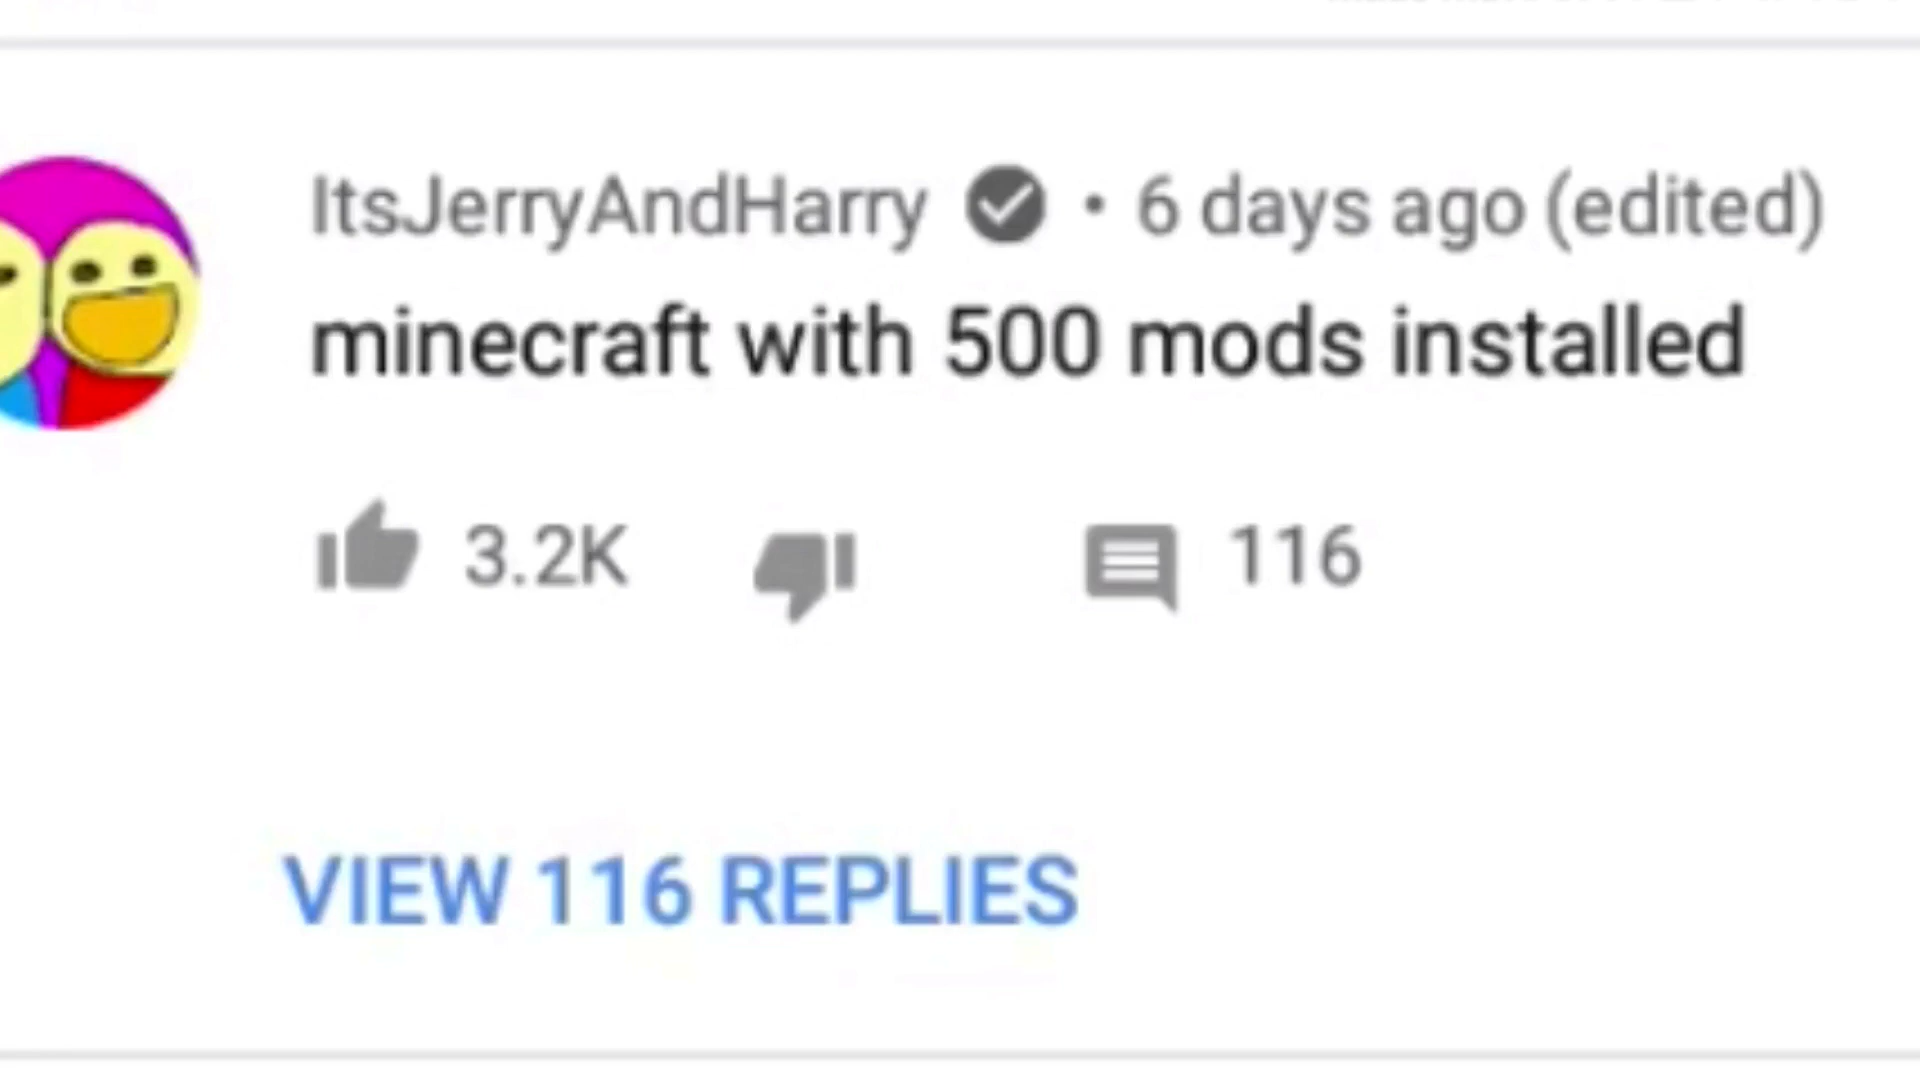 ItsJerryAndHarry • 6 days ago (edited)
minecraft with 500 mods installed
3.2K 116
VIEW 116 REPLIES